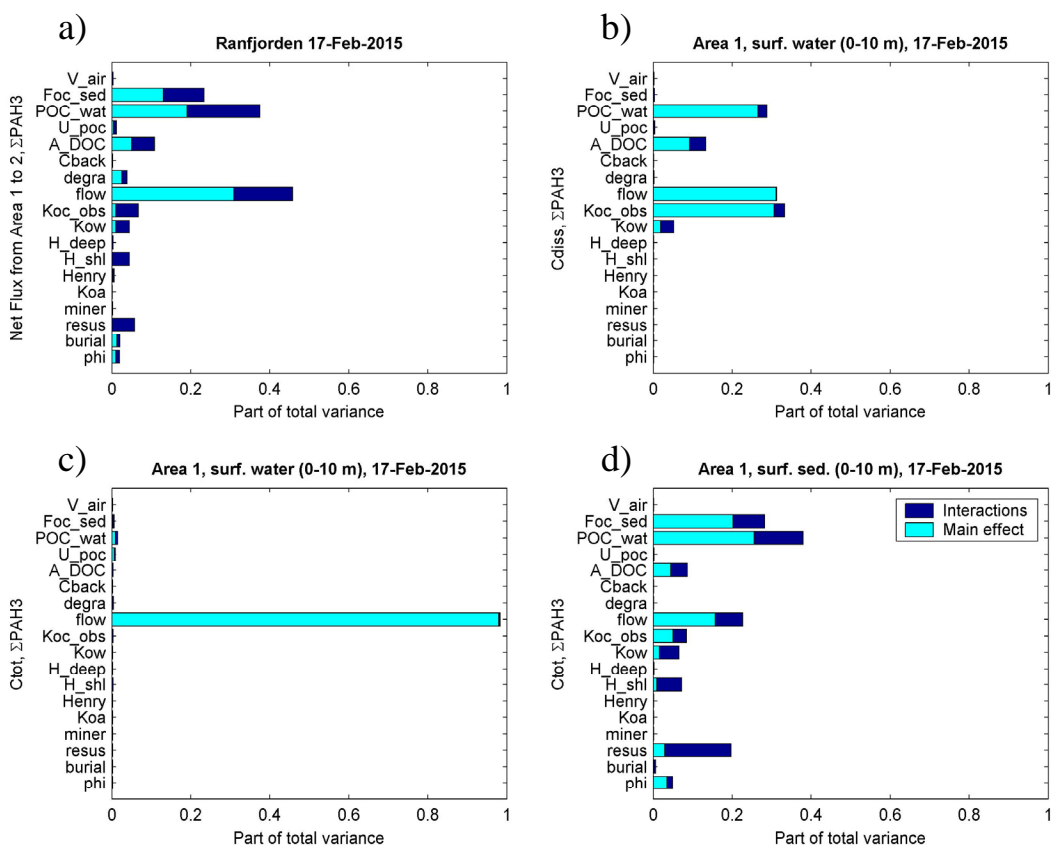 a)
Ranfjorden 17-Feb-2015
Net Flux from Area 1 to 2, ΣPAH3
V_air
Foc_sed
POC_wat
U_poc
A_DOC
Cback
degra
flow
Koc_obs
Kow
H_deep
H_shl
Henry
Koa
miner
resus
burial
phi
0 0.2 0.4 0.6 0.8 1
Part of total variance
b)
Area 1, surf. water (0-10 m), 17-Feb-2015
Cdiss, ΣPAH3
V_air
Foc_sed
POC_wat
U_poc
A_DOC
Cback
degra
flow
Koc_obs
Kow
H_deep
H_shl
Henry
Koa
miner
resus
burial
phi
0 0.2 0.4 0.6 0.8 1
Part of total variance
c)
Area 1, surf. water (0-10 m), 17-Feb-2015
Ctot, ΣPAH3
V_air
Foc_sed
POC_wat
U_poc
A_DOC
Cback
degra
flow
Koc_obs
Kow
H_deep
H_shl
Henry
Koa
miner
resus
burial
phi
0 0.2 0.4 0.6 0.8 1
Part of total variance
d)
Area 1, surf. sed. (0-10 m), 17-Feb-2015
Ctot, ΣPAH3
V_air
Foc_sed
POC_wat
U_poc
A_DOC
Cback
degra
flow
Koc_obs
Kow
H_deep
H_shl
Henry
Koa
miner
resus
burial
phi
Interactions
Main effect
0 0.2 0.4 0.6 0.8 1
Part of total variance